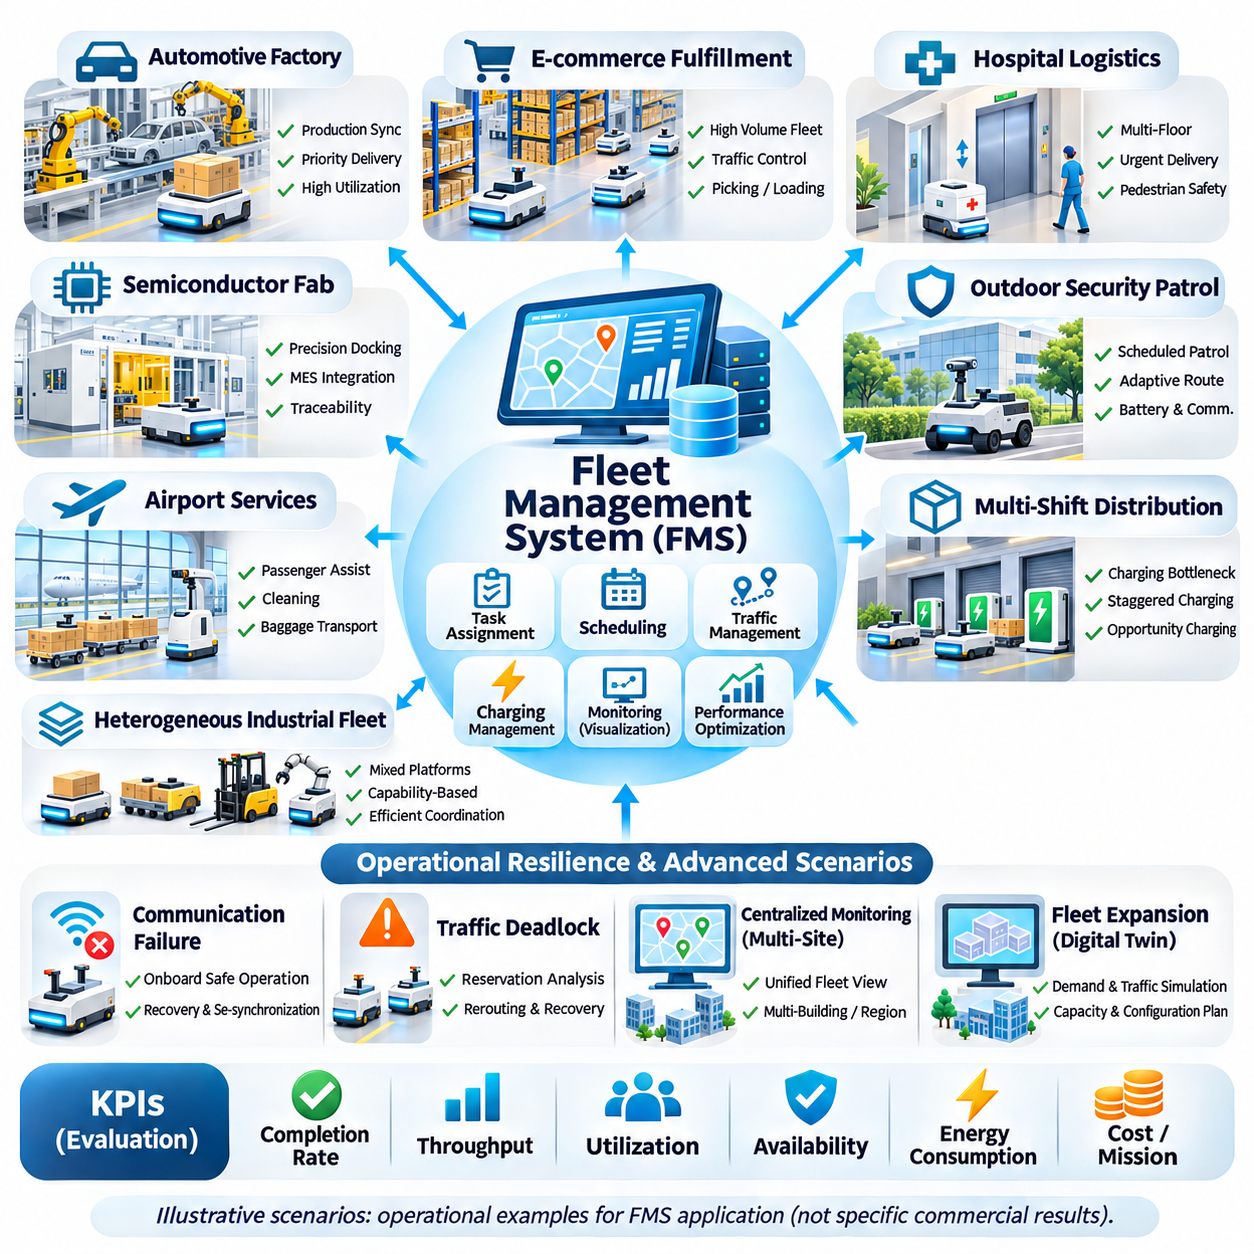 Automotive Factory
Production Sync
Priority Delivery
High Utilization
E-commerce Fulfillment
High Volume Fleet
Traffic Control
Picking / Loading
Hospital Logistics
Multi-Floor
Urgent Delivery
Pedestrian Safety
Semiconductor Fab
Precision Docking
MES Integration
Traceability
Outdoor Security Patrol
Scheduled Patrol
Adaptive Route
Battery & Comm.
Airport Services
Passenger Assist
Cleaning
Baggage Transport
Multi-Shift Distribution
Charging Bottleneck
Staggered Charging
Opportunity Charging
Heterogeneous Industrial Fleet
Mixed Platforms
Capability-Based
Efficient Coordination
Fleet
Management
System (FMS)
Task
Assignment
Scheduling
Traffic
Management
Charging
Management
Monitoring
(Visualization)
Performance
Optimization
Operational Resilience & Advanced Scenarios
Communication
Failure
Onboard Safe Operation
Recovery & Se-synchronization
Traffic Deadlock
Reservation Analysis
Rerouting & Recovery
Centralized Monitoring
(Multi-Site)
Unified Fleet View
Multi-Building / Region
Fleet Expansion
(Digital Twin)
Demand & Traffic Simulation
Capacity & Configuration Plan
KPIs
(Evaluation)
Completion
Rate
Throughput
Utilization
Availability
Energy
Consumption
Cost /
Mission
Illustrative scenarios: operational examples for FMS application (not specific commercial results).